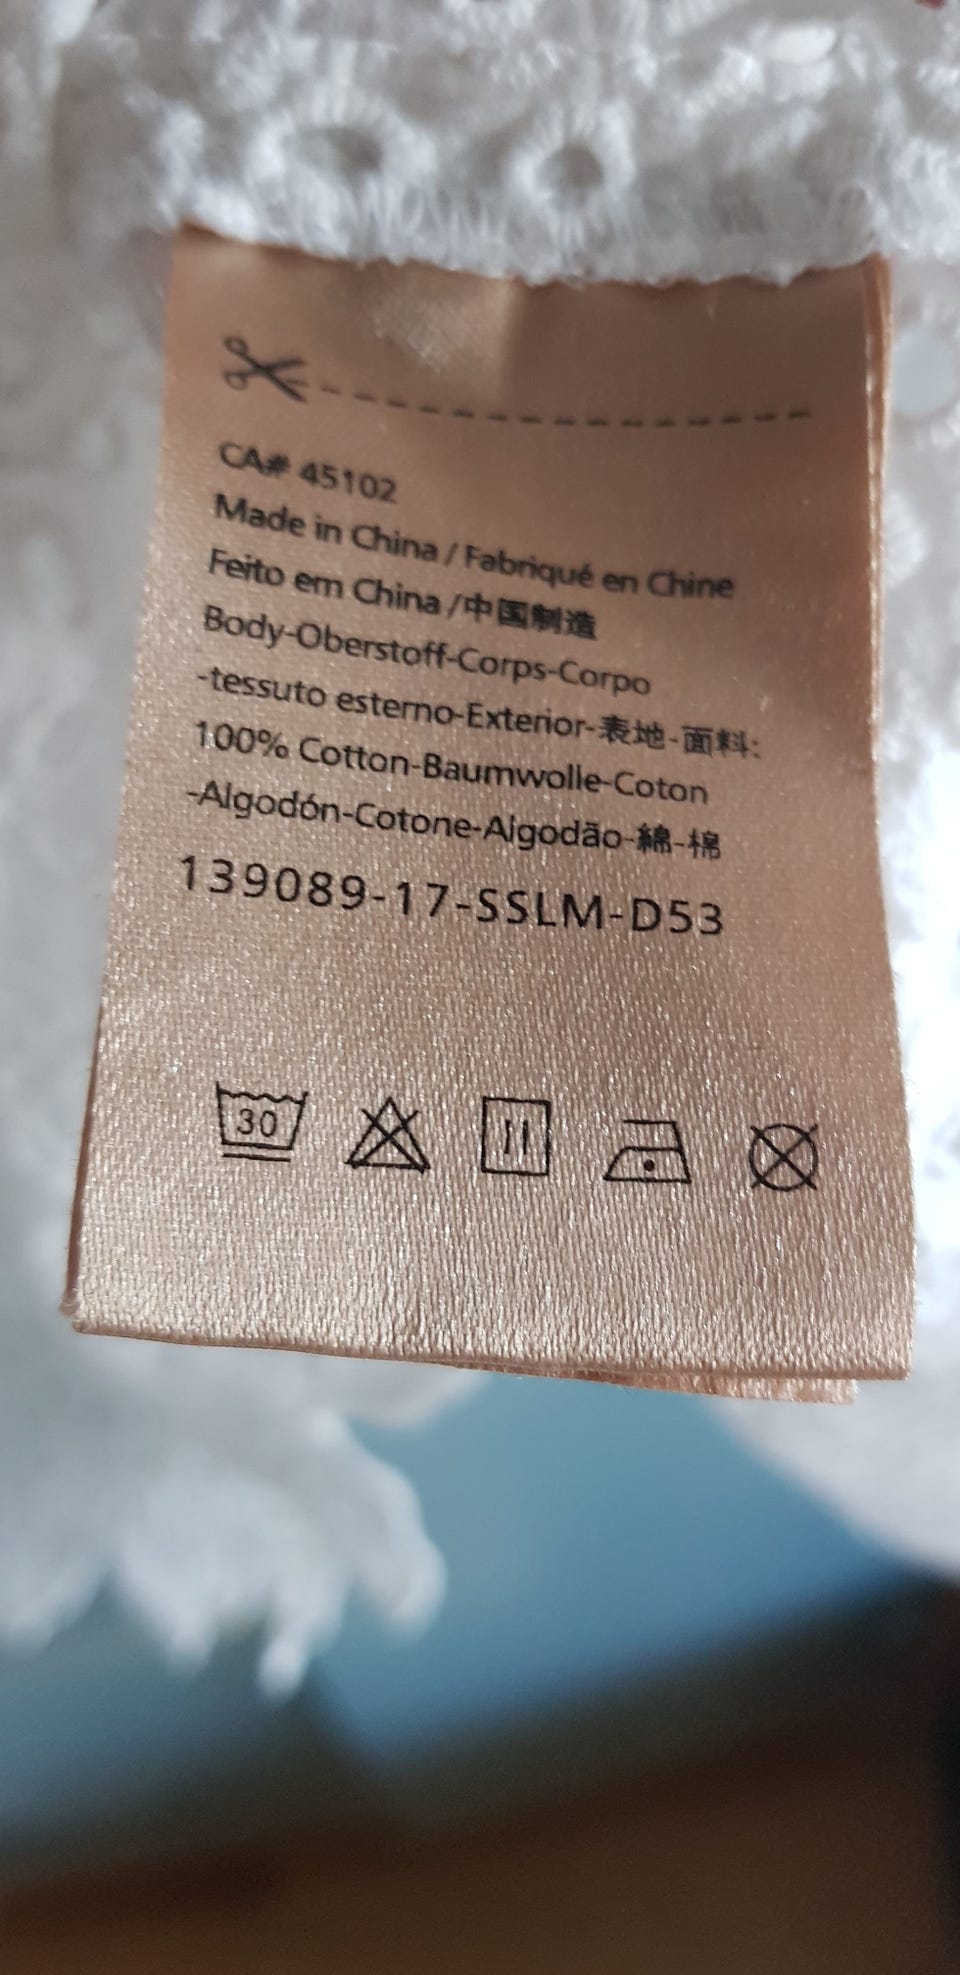 CA# 45102
Made in China / Fabriqué en Chine
Feito em China /中国制造
Body-Oberstoff-Corps-Corpo
-tessuto esterno-Exterior-表地-面料:
100% Cotton-Baumwolle-Coton
-Algodón-Cotone-Algodão-綿-棉
139089-17-SSLM-D53
30